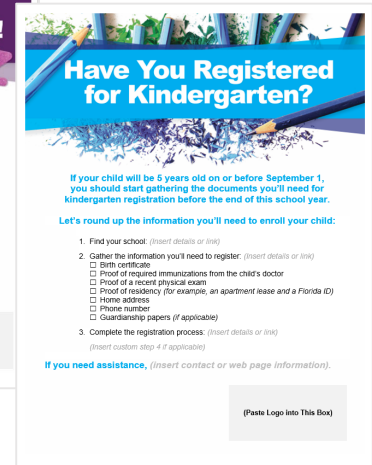 !
Have You Registered
for Kindergarten?
If your child will be 5 years old on or before September 1,
you should start gathering the documents you'll need for
kindergarten registration before the end of this school year.
Let's round up the information you'll need to enroll your child:
1. Find your school: (Insert details or link)
2. Gather the information you'll need to register: (Insert details or link)
☐ Birth certificate
☐ Proof of required immunizations from the child's doctor
☐ Proof of a recent physical exam
☐ Proof of residency (for example, an apartment lease and a Florida ID)
☐ Home address
☐ Phone number
☐ Guardianship papers (if applicable)
3. Complete the registration process: (Insert details or link)
(Insert custom step 4 if applicable)
If you need assistance, (insert contact or web page information).
(Paste Logo into This Box)